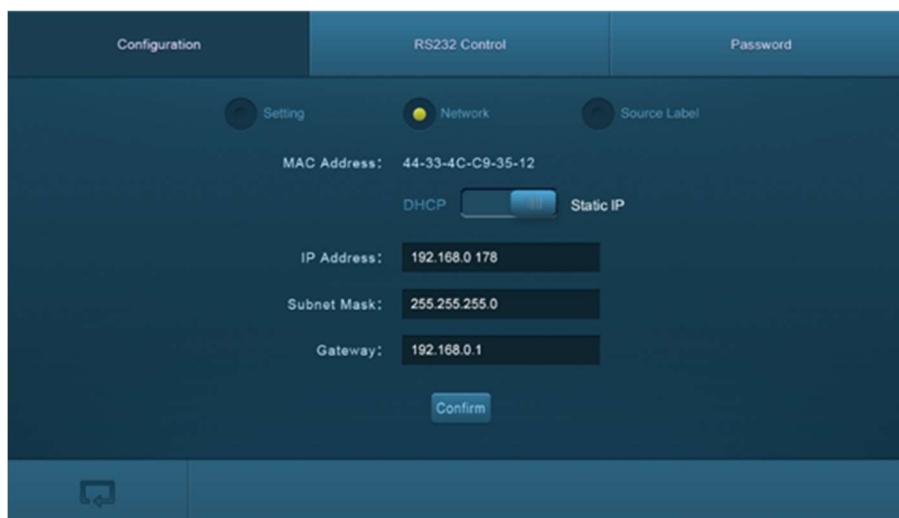 Configuration RS232 Control Password
Setting Network Source Label
MAC Address: 44-33-4C-C9-35-12
DHCP Static IP
IP Address: 192.168.0 178
Subnet Mask: 255.255.255.0
Gateway: 192.168.0.1
Confirm